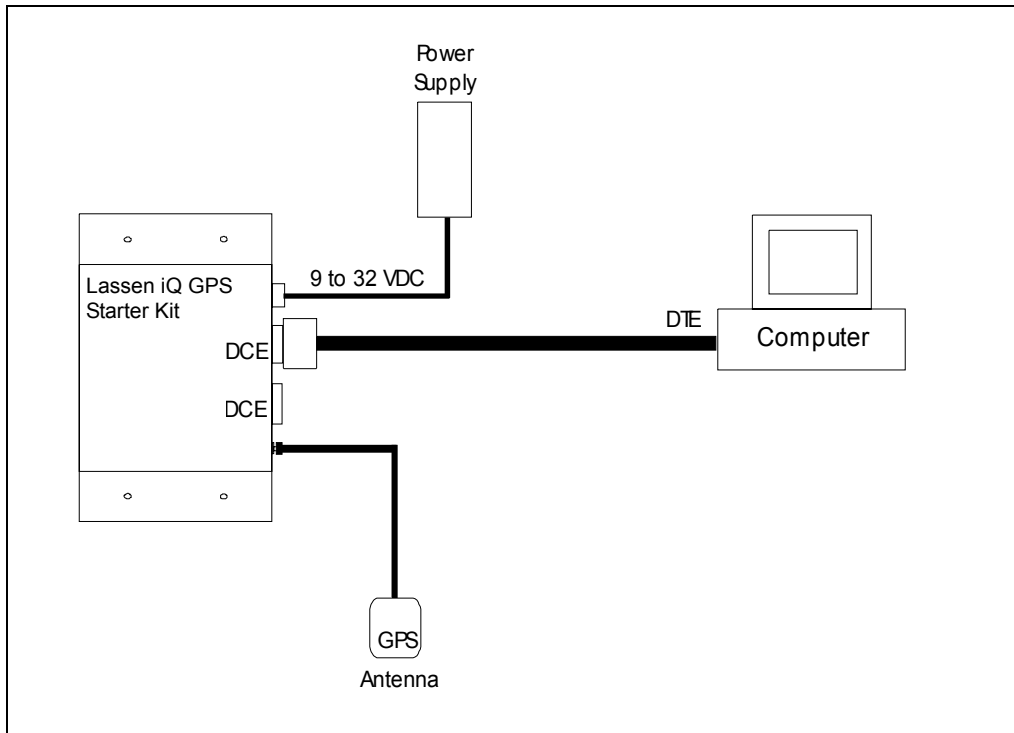 Power
Supply
9 to 32 VDC
Lassen iQ GPS
Starter Kit
DTE
Computer
DCE
DCE
GPS
Antenna